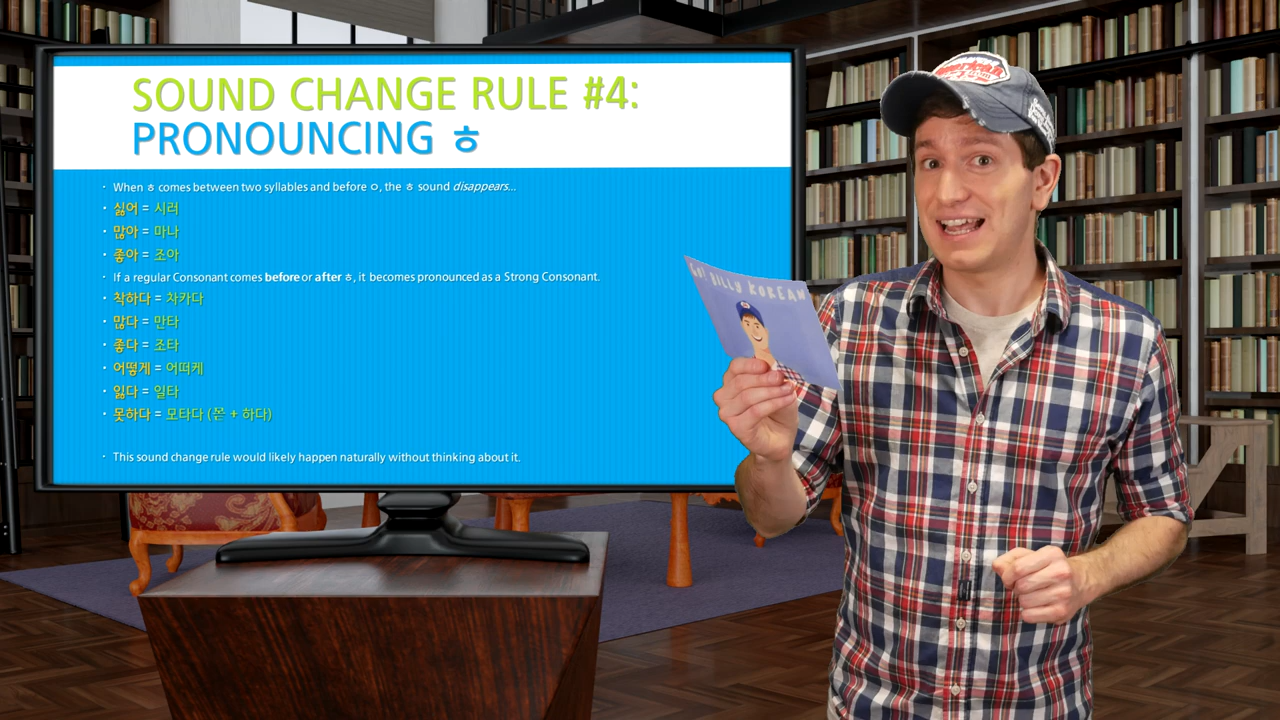 SOUND CHANGE RULE #4:
PRONOUNCING ㅎ
· When ㅎ comes between two syllables and before ㅇ, the ㅎ sound disappears...
· 싫어 = 시러
· 많아 = 마나
· 좋아 = 조아
· If a regular Consonant comes before or after ㅎ, it becomes pronounced as a Strong Consonant.
· 착하다 = 차카다
· 많다 = 만타
· 좋다 = 조타
· 어떻게 = 어떠케
· 잃다 = 일타
· 못하다 = 모타다 (몯 + 하다)
· This sound change rule would likely happen naturally without thinking about it.
GO! BILLY KOREAN